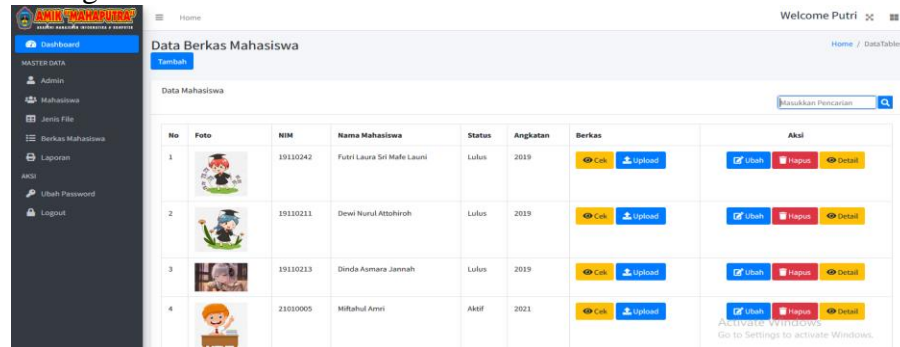 AMIK "MAHAPUTRA"
Home
Welcome Putri
Dashboard
MASTER DATA
Admin
Mahasiswa
Jenis File
Berkas Mahasiswa
Laporan
AKSI
Ubah Password
Logout
Data Berkas Mahasiswa
Home / DataTable
Tambah
Data Mahasiswa
Masukkan Pencarian
No Foto NIM Nama Mahasiswa Status Angkatan Berkas Aksi
1 19110242 Futri Laura Sri Mafe Launi Lulus 2019 Cek Upload Ubah Hapus Detail
2 19110211 Dewi Nurul Attohiroh Lulus 2019 Cek Upload Ubah Hapus Detail
3 19110213 Dinda Asmara Jannah Lulus 2019 Cek Upload Ubah Hapus Detail
4 21010005 Miftahul Amri Aktif 2021 Cek Upload Ubah Hapus Detail
Activate Windows
Go to Settings to activate Windows.